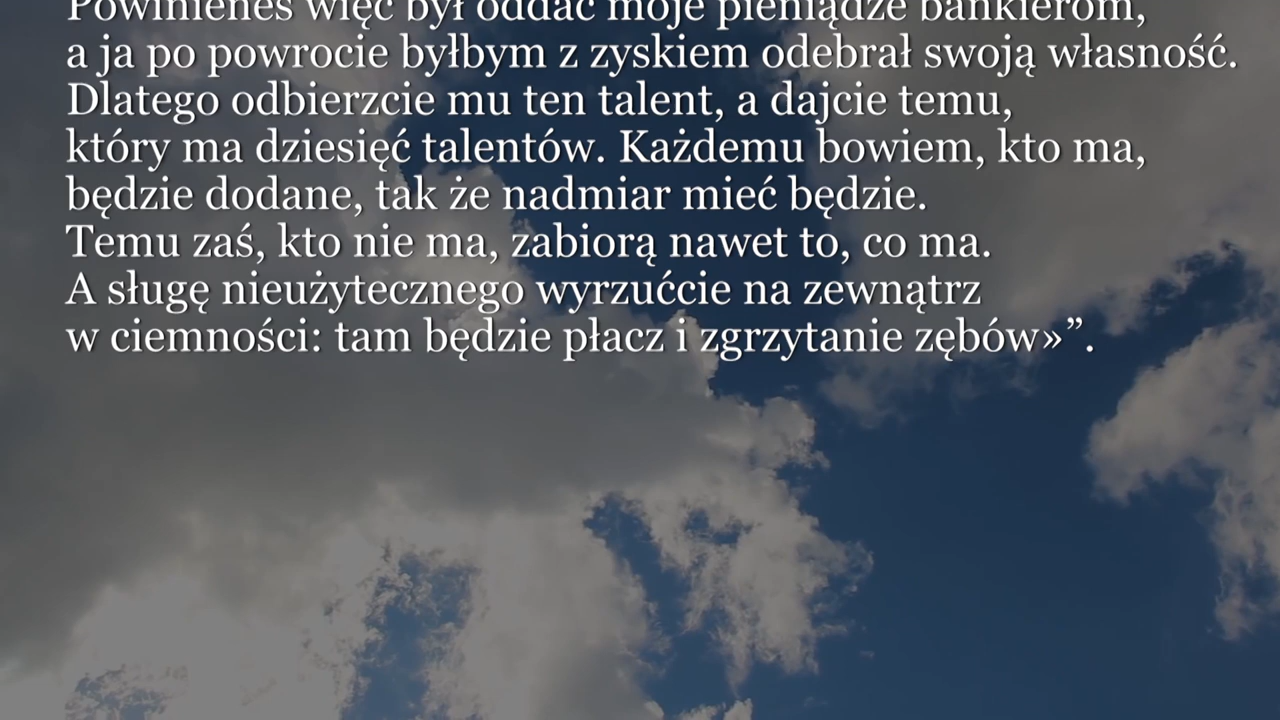 Powinieneś więc był oddać moje pieniądze bankierom,
a ja po powrocie byłbym z zyskiem odebrał swoją własność.
Dlatego odbierzcie mu ten talent, a dajcie temu,
który ma dziesięć talentów. Każdemu bowiem, kto ma,
będzie dodane, tak że nadmiar mieć będzie.
Temu zaś, kto nie ma, zabiorą nawet to, co ma.
A sługę nieużytecznego wyrzućcie na zewnątrz
w ciemności: tam będzie płacz i zgrzytanie zębów»”.